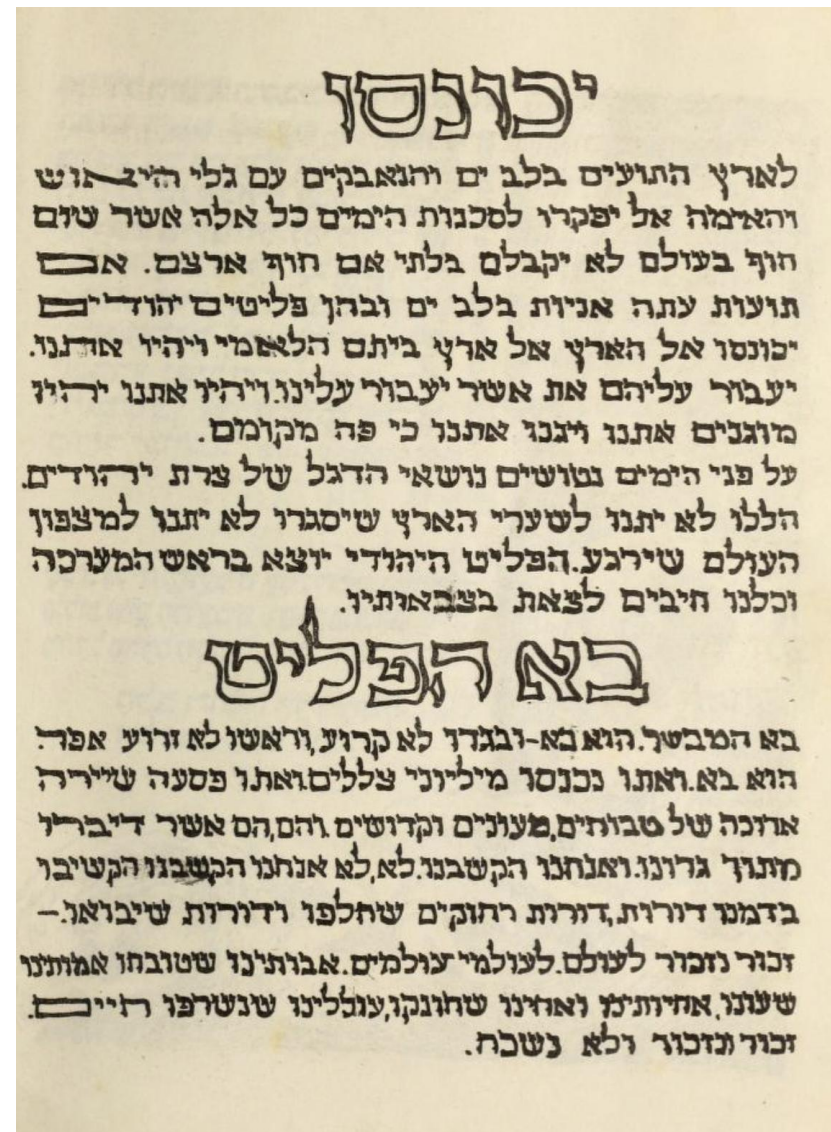 יכונסו
לארץ התועים בלב ים והנאבקים עם גלי היאוש
והאימה אל יפקרו לסכנות הימים כל אלה אשר שום
חוף בעולם לא יקבלם בלתי אם חוף ארצם. אם
תועות עתה אניות בלב ים ובהן פליטים יהודים
יכונסו אל הארץ אל ארץ ביתם הלאמי ויהיו אתנו.
יעבור עליהם את אשר יעבור עלינו.ויהיו אתנו יהיו
מוגנים אתנו ויגנו אתנו כי פה מקומם.
על פני הימים נטושים נושאי הדגל של צרת יהודים.
הללו לא יתנו לשערי הארץ שיסגרו לא יתנו למצפון
העולם שירגע.הפליט היהודי יוצא בראש המערכה
וכלנו חיבים לצאת בצבאותיו.
בא הפליט
בא המבשר.הוא בא-ובגדו לא קרוע,וראשו לא זרוע אפר.
הוא בא.ואתו נכנסו מיליוני צללים.ואתו פסעה שיירה
ארוכה של טבוחים,מעונים וקדושים.והם,הם אשר דיברו
מתוך גרונו.ואנחנו הקשבנו.לא,לא אנחנו הקשבנו הקשיבו
בדמנו דורות,דורות רחוקים שחלפו ודורות שיבואו.-
זכור נזכור לעולם.לעולמי עולמים.אבותינו שטובחו אמותינו
שעונו,אחיותינו ואחינו שחונקו,עוללינו שנשרפו חיים.
זכור ונזכור ולא נשכח.